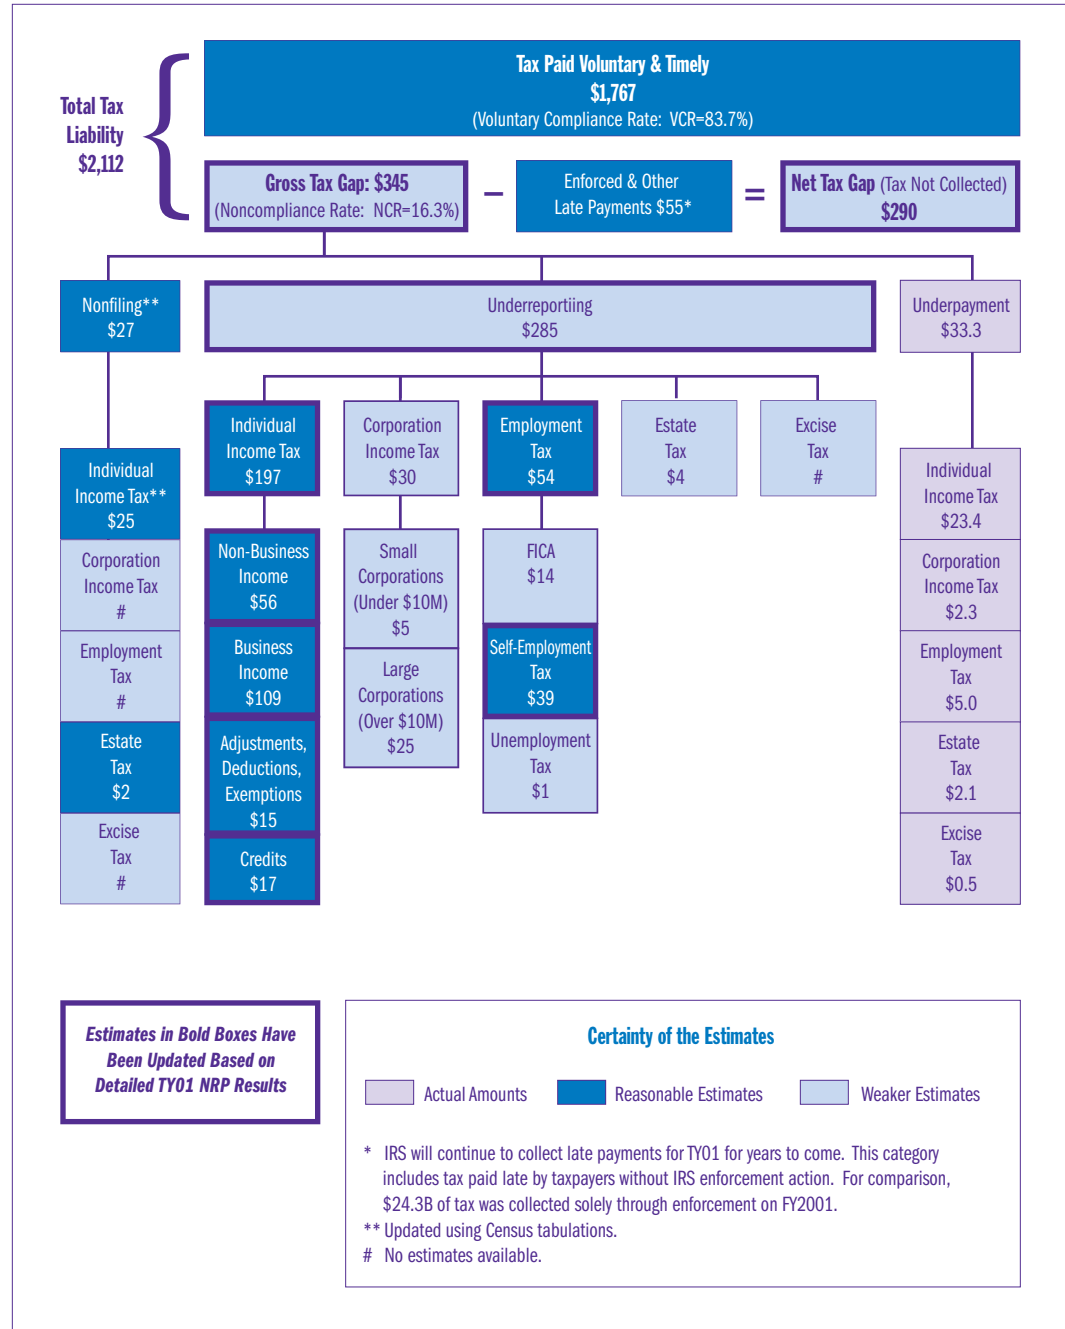 Tax Paid Voluntary & Timely
$1,767
(Voluntary Compliance Rate: VCR=83.7%)
Total Tax
Liability
$2,112
Gross Tax Gap: $345
(Noncompliance Rate: NCR=16.3%)
–
Enforced & Other
Late Payments $55*
=
Net Tax Gap (Tax Not Collected)
$290
Nonfiling**
$27
Underreportiing
$285
Underpayment
$33.3
Individual
Income Tax**
$25
Corporation
Income Tax
#
Employment
Tax
#
Estate
Tax
$2
Excise
Tax
#
Individual
Income Tax
$197
Non-Business
Income
$56
Business
Income
$109
Adjustments,
Deductions,
Exemptions
$15
Credits
$17
Corporation
Income Tax
$30
Small
Corporations
(Under $10M)
$5
Large
Corporations
(Over $10M)
$25
Employment
Tax
$54
FICA
$14
Self-Employment
Tax
$39
Unemployment
Tax
$1
Estate
Tax
$4
Excise
Tax
#
Individual
Income Tax
$23.4
Corporation
Income Tax
$2.3
Employment
Tax
$5.0
Estate
Tax
$2.1
Excise
Tax
$0.5
Estimates in Bold Boxes Have
Been Updated Based on
Detailed TY01 NRP Results
Certainty of the Estimates
Actual Amounts
Reasonable Estimates
Weaker Estimates
* IRS will continue to collect late payments for TY01 for years to come. This category
includes tax paid late by taxpayers without IRS enforcement action. For comparison,
$24.3B of tax was collected solely through enforcement on FY2001.
** Updated using Census tabulations.
# No estimates available.